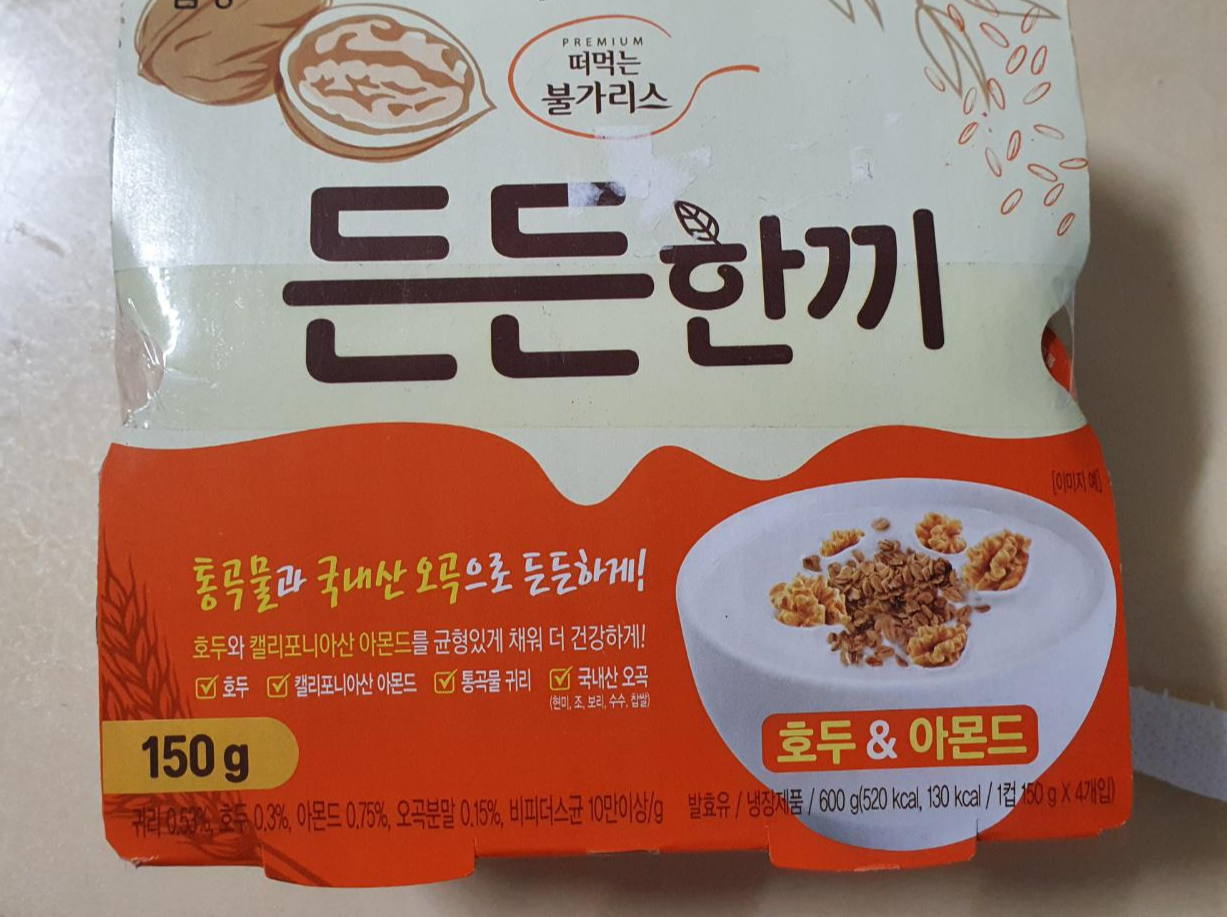 PREMIUM
떠먹는
불가리스
든든한끼
[이미지 예]
통곡물과 국내산 오곡으로 든든하게!
호두와 캘리포니아산 아몬드를 균형있게 채워 더 건강하게!
호두 캘리포니아산 아몬드 통곡물 귀리 국내산 오곡
(현미, 조, 보리, 수수, 찹쌀)
호두 & 아몬드
150 g
귀리 0.53%, 호두 0.3%, 아몬드 0.75%, 오곡분말 0.15%, 비피더스균 10만이상/g
발효유 / 냉장제품 / 600 g(520 kcal, 130 kcal / 1컵 150 g X 4개입)